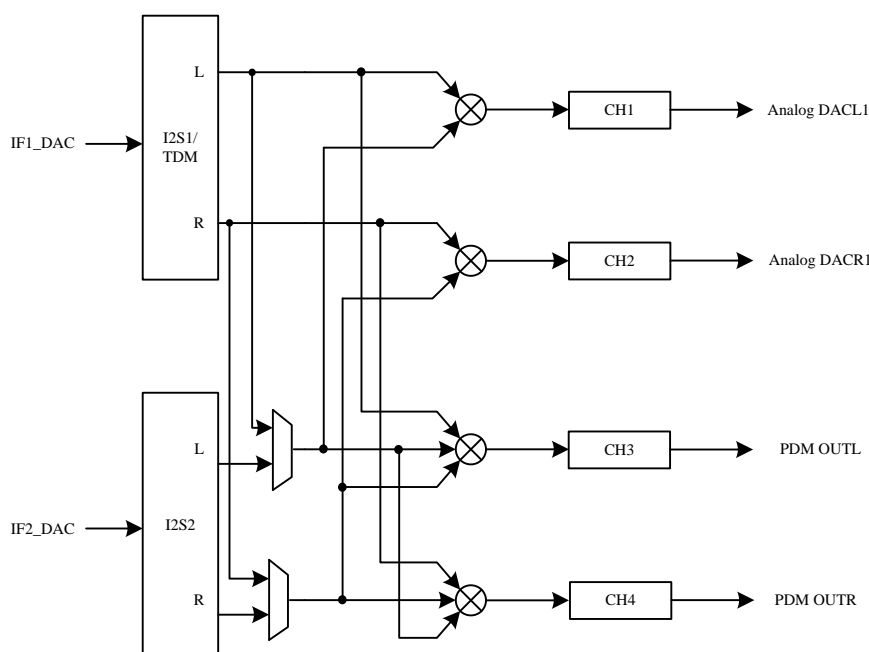 L
CH1
Analog DACL1
IF1_DAC
I2S1/
TDM
R
CH2
Analog DACR1
L
CH3
PDM OUTL
IF2_DAC
I2S2
R
CH4
PDM OUTR